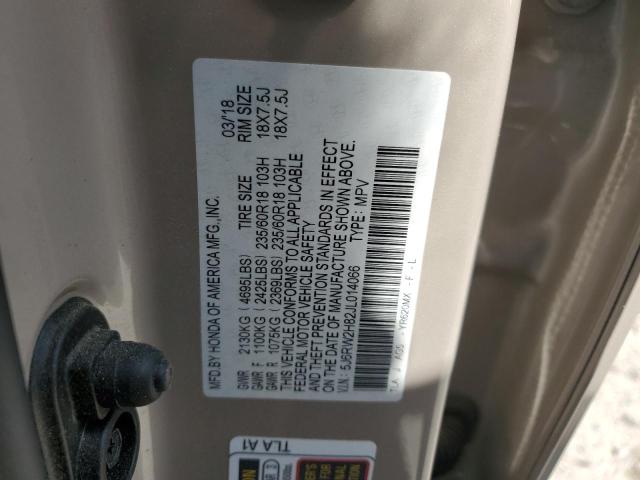 MFD.BY HONDA OF AMERICA MFG.,INC. 03/18
TIRE SIZE RIM SIZE
GVWR 2130KG (4695LBS)
GAWR F 1100KG (2425LBS) 235/60R18 103H 18X7.5J
GAWR R 1075KG (2369LBS) 235/60R18 103H 18X7.5J
THIS VEHICLE CONFORMS TO ALL APPLICABLE
FEDERAL MOTOR VEHICLE SAFETY
AND THEFT PREVENTION STANDARDS IN EFFECT
ON THE DATE OF MANUFACTURE SHOWN ABOVE.
V.I.N.: 5J6RW2H82JL014066 TYPE: MPV
TLA J A05 - YR620MX - F - L
TLA A1